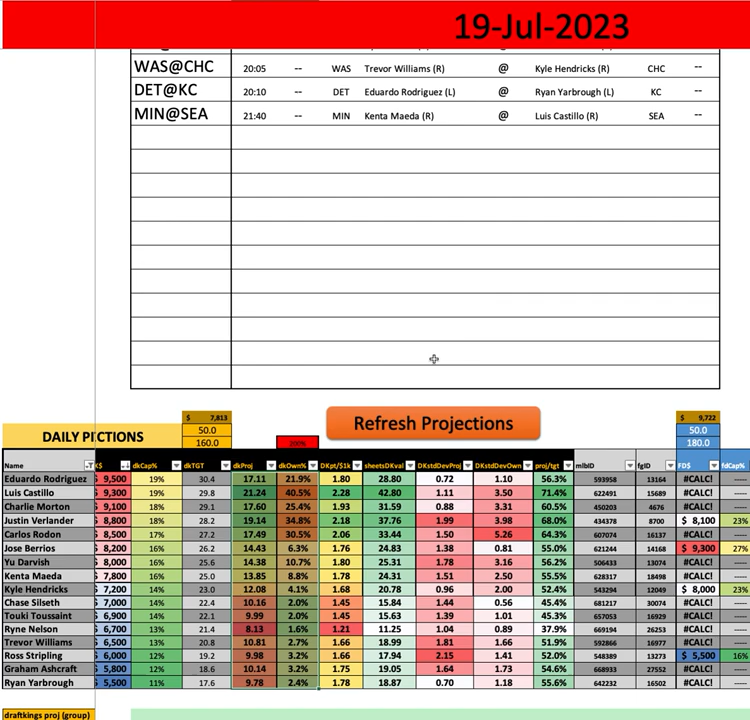 19-Jul-2023
WAS@CHC 20:05 -- WAS Trevor Williams (R) @ Kyle Hendricks (R) CHC --
DET@KC 20:10 -- DET Eduardo Rodriguez (L) @ Ryan Yarbrough (L) KC --
MIN@SEA 21:40 -- MIN Kenta Maeda (R) @ Luis Castillo (R) SEA --
$ 7,813 $ 9,722
50.0 50.0
DAILY PICTIONS 160.0 300% Refresh Projections 180.0
Name K$ dkCap% dkTGT dkProj dkOwn% DKpt/$1k sheetsDKval DKstdDevProj DKstdDevOwn proj/tgt mlbID fgID FD$ fdCap%
Eduardo Rodriguez $ 9,500 19% 30.4 17.11 21.9% 1.80 28.80 0.72 1.10 56.3% 593958 13164 #CALC! -----
Luis Castillo $ 9,300 19% 29.8 21.24 40.5% 2.28 42.80 1.11 3.50 71.4% 622491 15689 #CALC! -----
Charlie Morton $ 9,100 18% 29.1 17.60 25.4% 1.93 31.59 0.88 3.31 60.5% 450203 4676 #CALC! -----
Justin Verlander $ 8,800 18% 28.2 19.14 34.8% 2.18 37.76 1.99 3.98 68.0% 434378 8700 $ 8,100 23%
Carlos Rodon $ 8,500 17% 27.2 17.49 30.5% 2.06 33.44 1.50 5.26 64.3% 607074 16137 #CALC! -----
Jose Berrios $ 8,200 16% 26.2 14.43 6.3% 1.76 24.83 1.38 0.81 55.0% 621244 14168 $ 9,300 27%
Yu Darvish $ 8,000 16% 25.6 14.38 10.7% 1.80 25.31 1.78 3.16 56.2% 506433 13074 #CALC! -----
Kenta Maeda $ 7,800 16% 25.0 13.85 8.8% 1.78 24.31 1.51 2.50 55.5% 628317 18498 #CALC! -----
Kyle Hendricks $ 7,200 14% 23.0 12.08 4.1% 1.68 20.78 0.96 2.00 52.4% 543294 12049 $ 8,000 23%
Chase Silseth $ 7,000 14% 22.4 10.16 2.0% 1.45 15.84 1.44 0.56 45.4% 681217 30074 #CALC! -----
Touki Toussaint $ 6,900 14% 22.1 9.99 2.0% 1.45 15.63 1.39 1.01 45.3% 657053 16929 #CALC! -----
Ryne Nelson $ 6,700 13% 21.4 8.13 1.6% 1.21 11.25 1.04 0.89 37.9% 669194 26253 #CALC! -----
Trevor Williams $ 6,500 13% 20.8 10.81 2.7% 1.66 18.99 1.81 1.66 51.9% 592866 16977 #CALC! -----
Ross Stripling $ 6,000 12% 19.2 9.98 3.2% 1.66 17.94 2.15 1.41 52.0% 548389 13273 $ 5,500 16%
Graham Ashcraft $ 5,800 12% 18.6 10.14 3.2% 1.75 19.05 1.64 1.73 54.6% 668933 27552 #CALC! -----
Ryan Yarbrough $ 5,500 11% 17.6 9.78 2.4% 1.78 18.87 0.70 1.18 55.6% 642232 16502 #CALC! -----
draftkings proj (group)